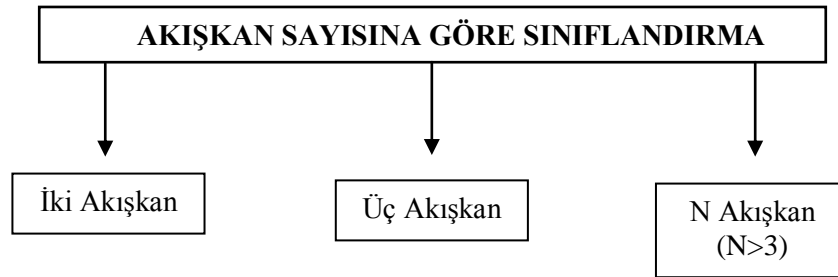 AKIŞKAN SAYISINA GÖRE SINIFLANDIRMA
İki Akışkan
Üç Akışkan
N Akışkan
(N>3)